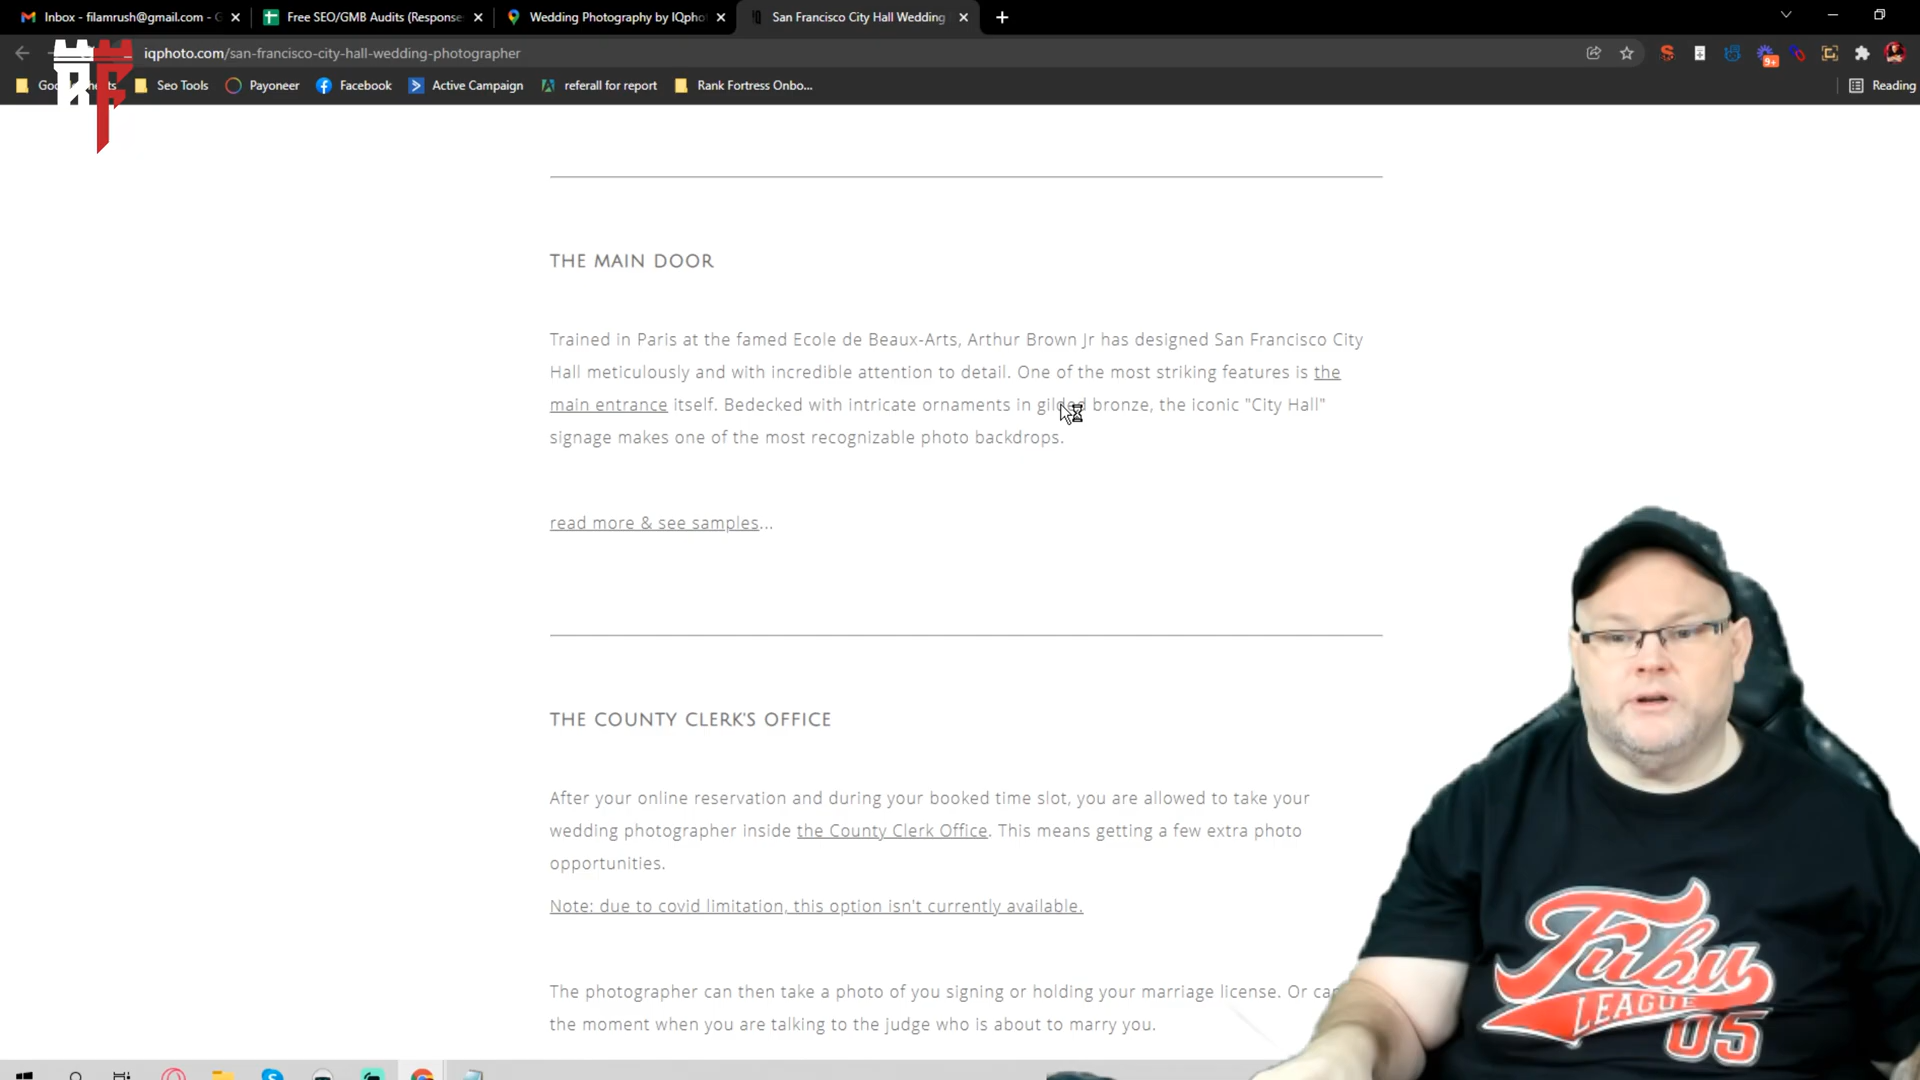 Inbox - filamrush@gmail.com - G
Free SEO/GMB Audits (Response
Wedding Photography by IQpho
San Francisco City Hall Wedding
iqphoto.com/san-francisco-city-hall-wedding-photographer
9+
Seo Tools
Payoneer
Facebook
Active Campaign
referall for report
Rank Fortress Onbo...
Reading
THE MAIN DOOR
Trained in Paris at the famed Ecole de Beaux-Arts, Arthur Brown Jr has designed San Francisco City
Hall meticulously and with incredible attention to detail. One of the most striking features is the
main entrance itself. Bedecked with intricate ornaments in gilded bronze, the iconic "City Hall"
signage makes one of the most recognizable photo backdrops.
read more & see samples...
THE COUNTY CLERK'S OFFICE
After your online reservation and during your booked time slot, you are allowed to take your
wedding photographer inside the County Clerk Office. This means getting a few extra photo
opportunities.
Note: due to covid limitation, this option isn't currently available.
The photographer can then take a photo of you signing or holding your marriage license. Or
the moment when you are talking to the judge who is about to marry you.
Fubu
LEAGUE
05